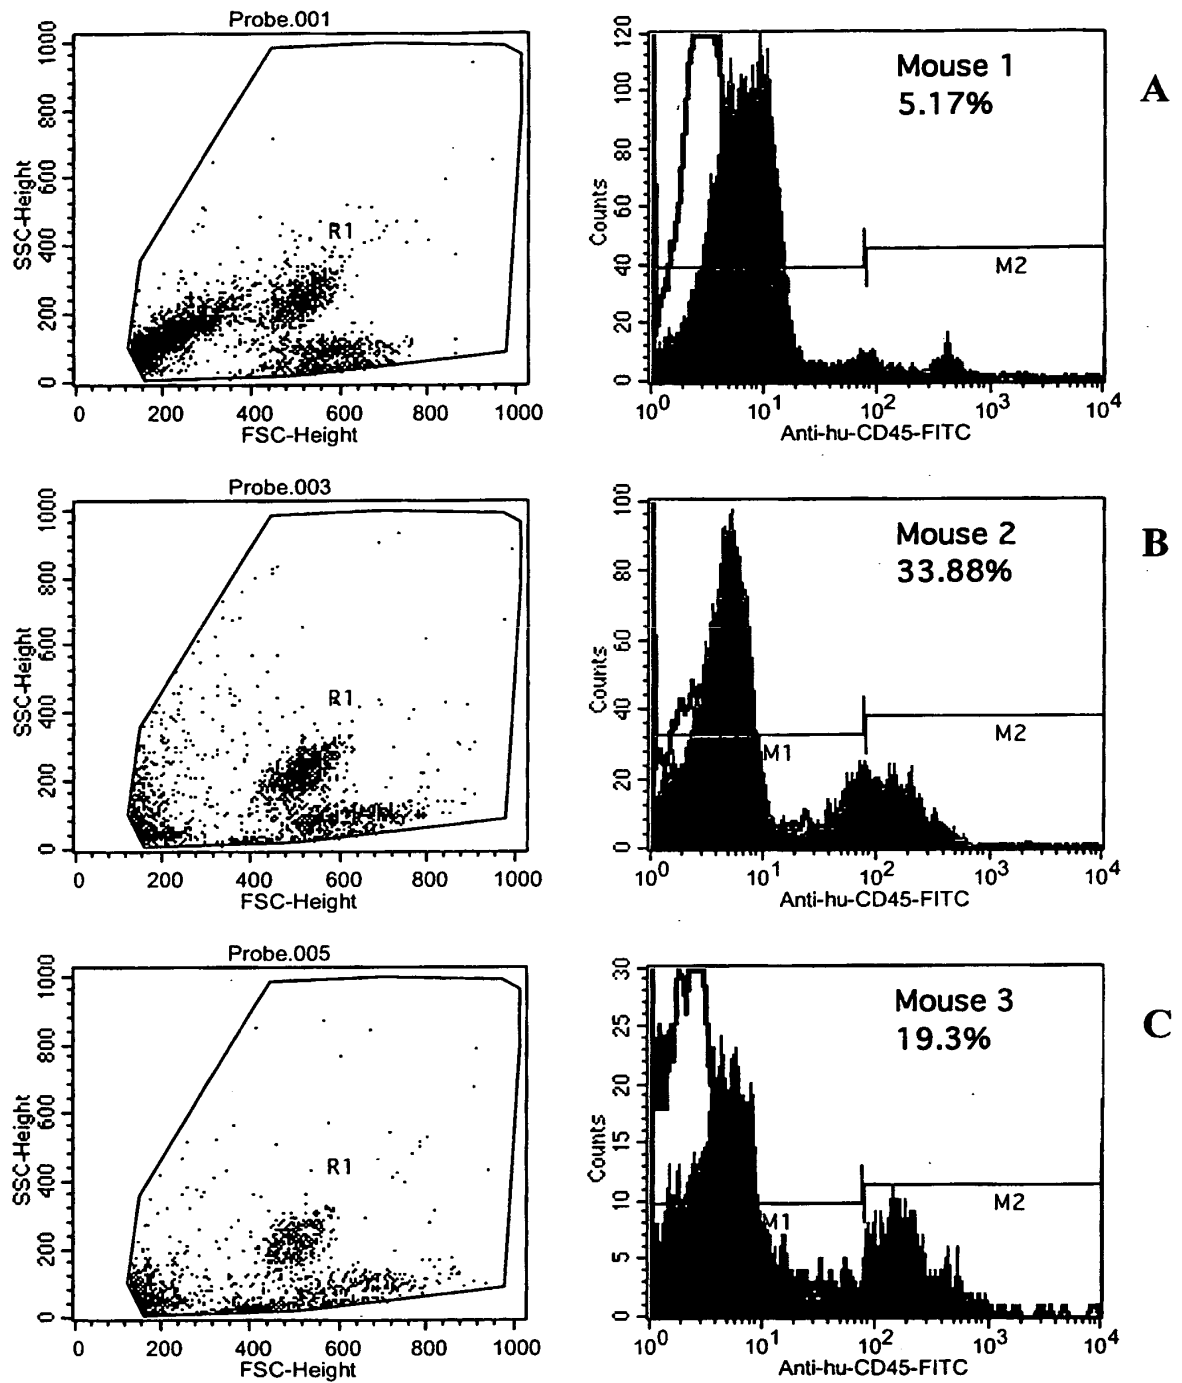 Probe.001
1000
800
600
400
200
0
SSC-Height
R1
0 200 400 600 800 1000
FSC-Height
120
100
80
60
40
20
0
Counts
Mouse 1
5.17%
M2
10^0 10^1 10^2 10^3 10^4
Anti-hu-CD45-FITC
A
Probe.003
1000
800
600
400
200
0
SSC-Height
R1
0 200 400 600 800 1000
FSC-Height
100
80
60
40
20
0
Counts
Mouse 2
33.88%
M1
M2
10^0 10^1 10^2 10^3 10^4
Anti-hu-CD45-FITC
B
Probe.005
1000
800
600
400
200
0
SSC-Height
R1
0 200 400 600 800 1000
FSC-Height
30
25
20
15
10
5
0
Counts
Mouse 3
19.3%
M1
M2
10^0 10^1 10^2 10^3 10^4
Anti-hu-CD45-FITC
C